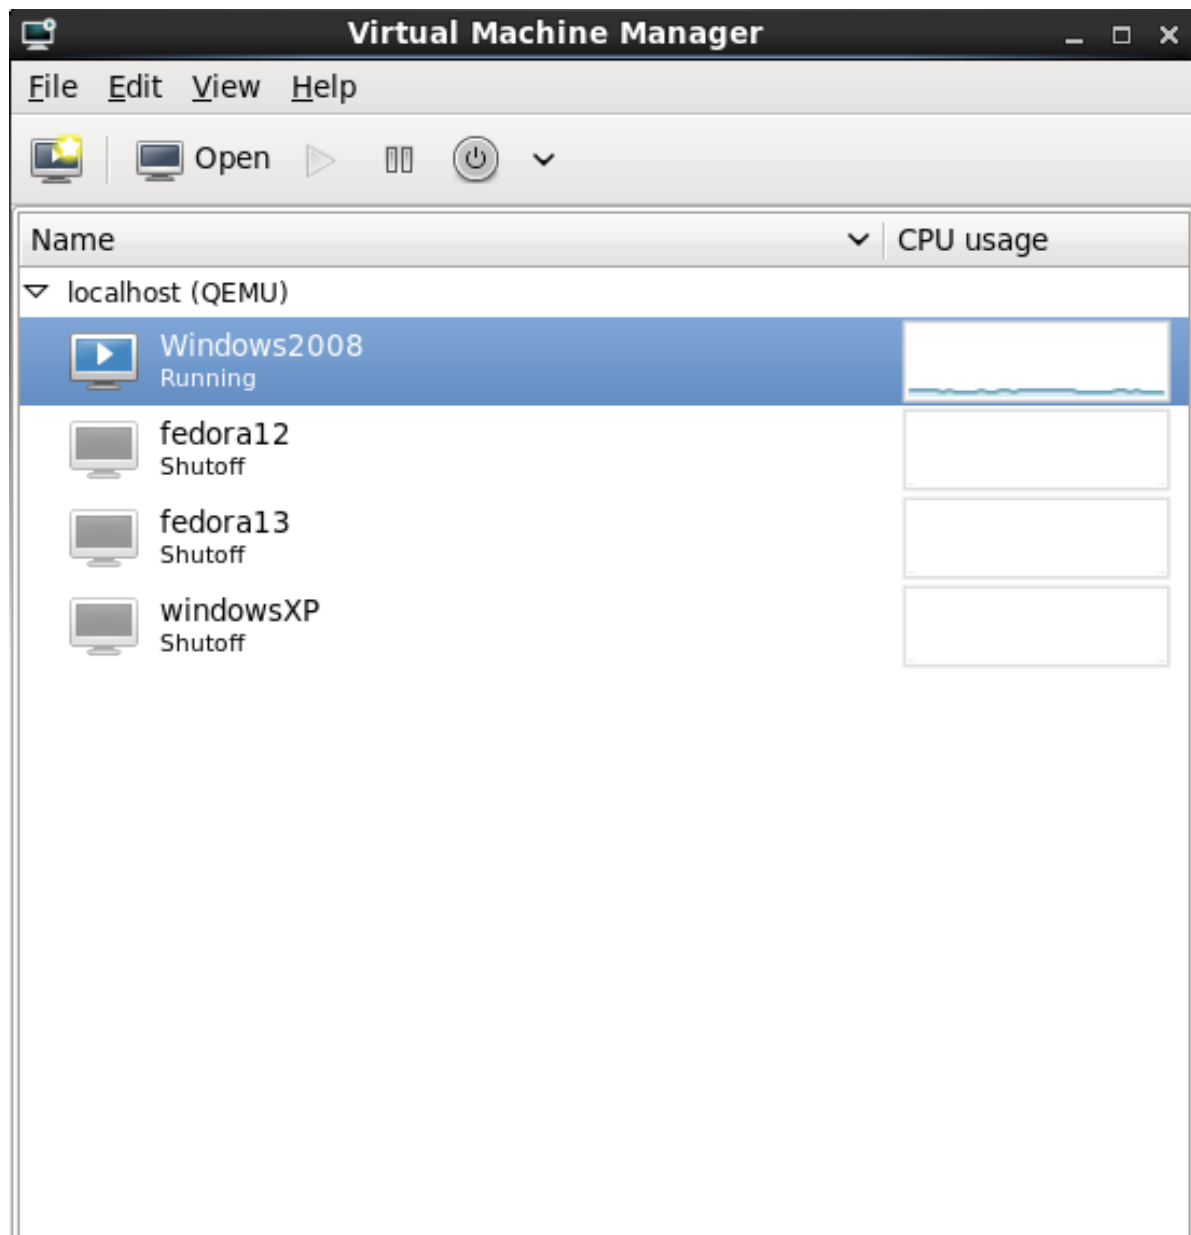 Virtual Machine Manager
File Edit View Help
Open
Name CPU usage
localhost (QEMU)
Windows2008
Running
fedora12
Shutoff
fedora13
Shutoff
windowsXP
Shutoff